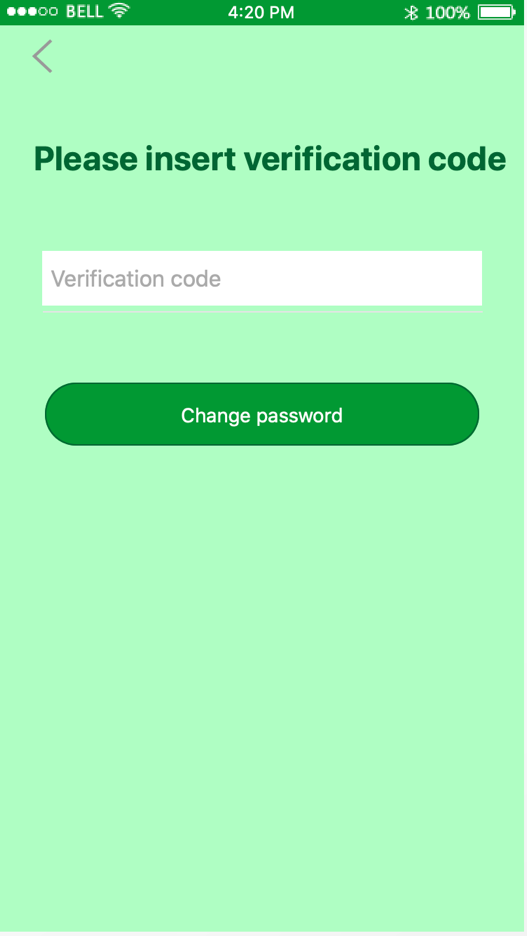 BELL 4:20 PM 100%
Please insert verification code
Verification code
Change password